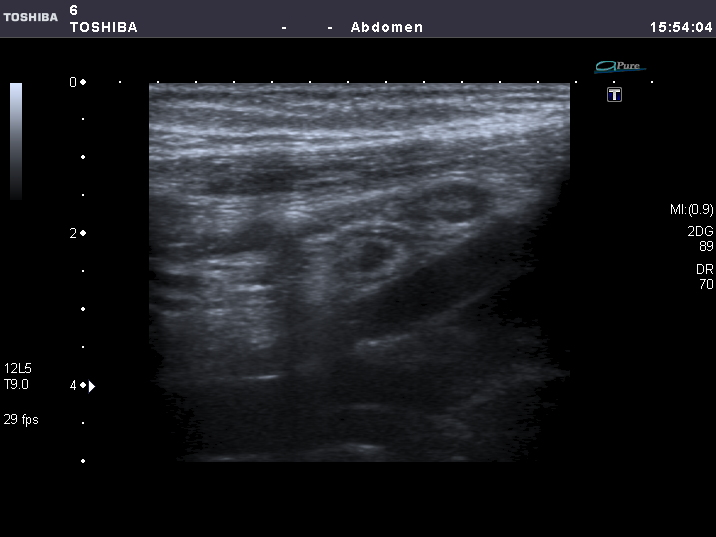 TOSHIBA
6
TOSHIBA - - Abdomen 15:54:04
Pure
T
0
2
4
MI:(0.9)
2DG
89
DR
70
12L5
T9.0
29 fps